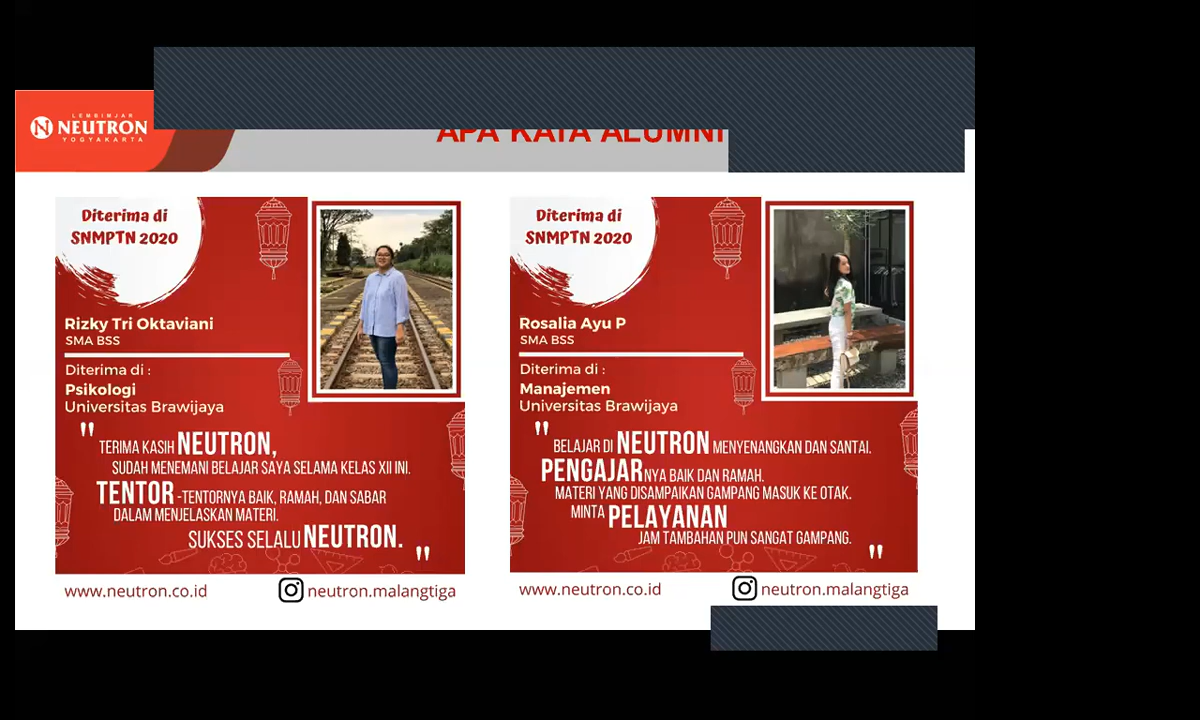 LEMBIMJAR
NEUTRON
YOGYAKARTA
APA KATA ALUMNI
Diterima di
SNMPTN 2020
Rizky Tri Oktaviani
SMA BSS
Diterima di :
Psikologi
Universitas Brawijaya
" TERIMA KASIH NEUTRON,
SUDAH MENEMANI BELAJAR SAYA SELAMA KELAS XII INI.
TENTOR -TENTORNYA BAIK, RAMAH, DAN SABAR
DALAM MENJELASKAN MATERI.
SUKSES SELALU NEUTRON. "
www.neutron.co.id
neutron.malangtiga
Diterima di
SNMPTN 2020
Rosalia Ayu P
SMA BSS
Diterima di :
Manajemen
Universitas Brawijaya
" BELAJAR DI NEUTRON MENYENANGKAN DAN SANTAI.
PENGAJARNYA BAIK DAN RAMAH.
MATERI YANG DISAMPAIKAN GAMPANG MASUK KE OTAK.
MINTA PELAYANAN
JAM TAMBAHAN PUN SANGAT GAMPANG. "
www.neutron.co.id
neutron.malangtiga